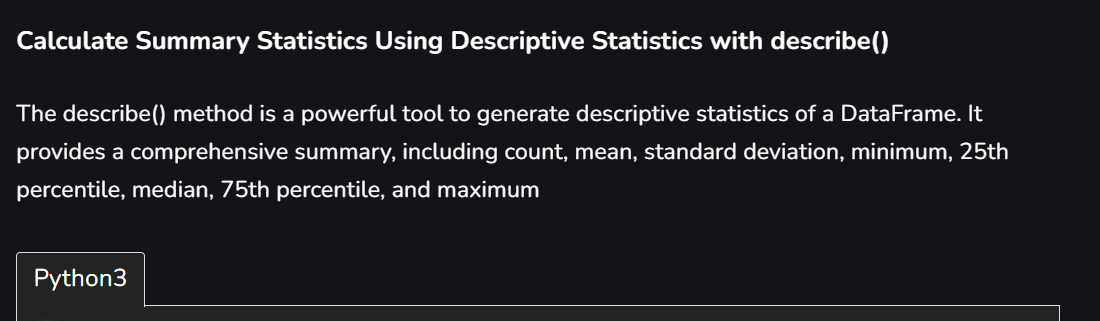 Calculate Summary Statistics Using Descriptive Statistics with describe()
The describe() method is a powerful tool to generate descriptive statistics of a DataFrame. It
provides a comprehensive summary, including count, mean, standard deviation, minimum, 25th
percentile, median, 75th percentile, and maximum
Python3